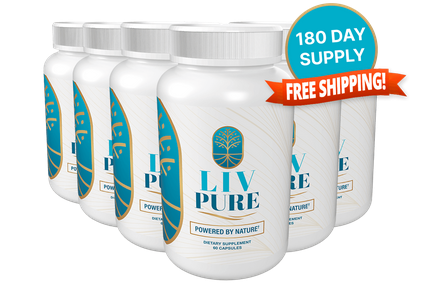 180 DAY
SUPPLY
FREE SHIPPING!
LIV
PURE
POWERED BY NATURE
DIETARY SUPPLEMENT
60 CAPSULES